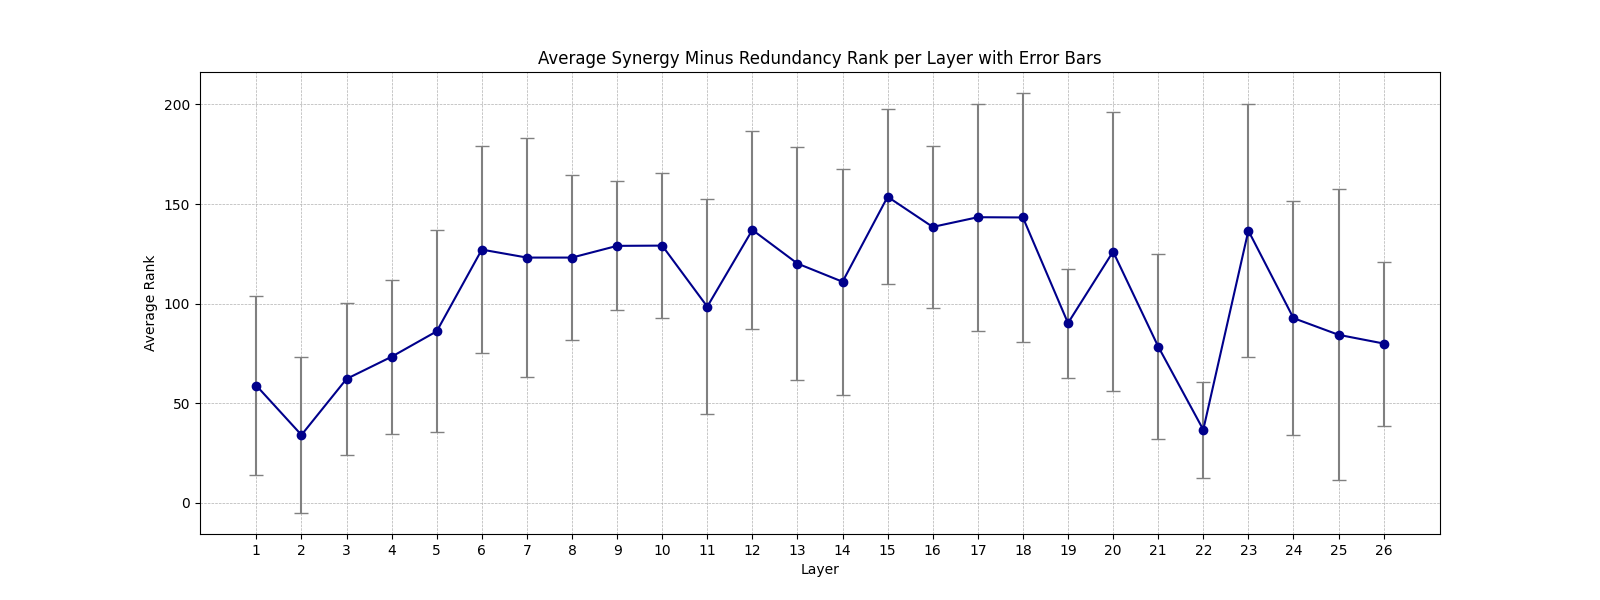 Average Synergy Minus Redundancy Rank per Layer with Error Bars
200
150
100
50
0
Average Rank
1 2 3 4 5 6 7 8 9 10 11 12 13 14 15 16 17 18 19 20 21 22 23 24 25 26
Layer